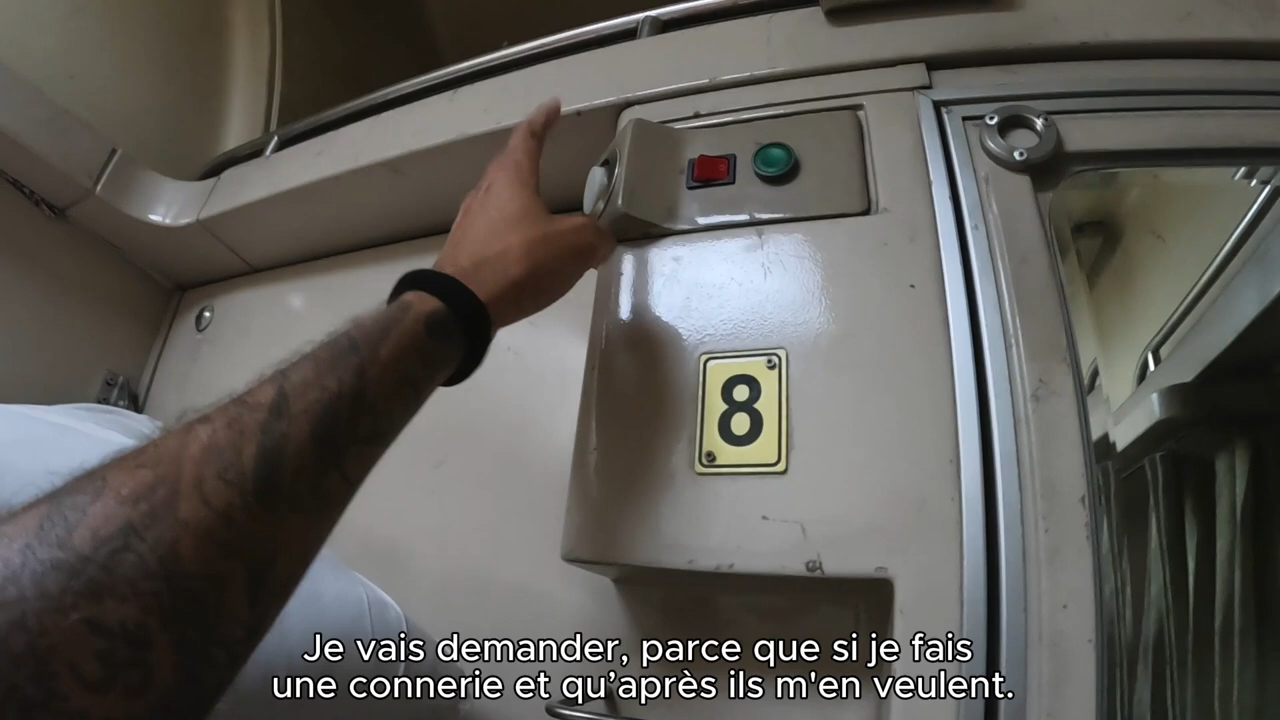 8
Je vais demander, parce que si je fais
une connerie et qu’après ils m'en veulent.